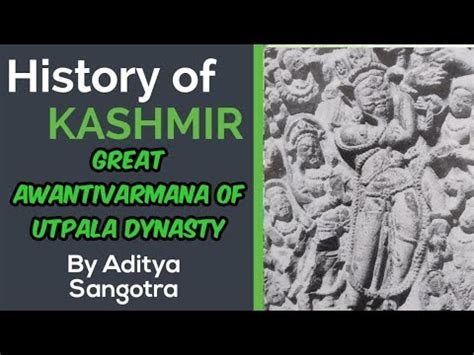 History of
KASHMIR
GREAT
AWANTIVARMANA OF
UTPALA DYNASTY
By Aditya
Sangotra